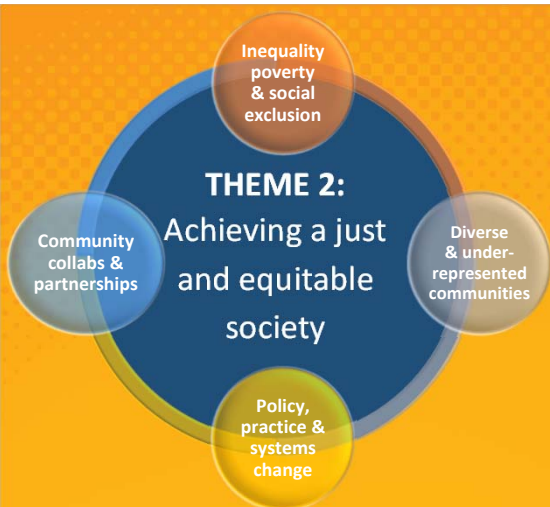 Inequality
poverty
& social
exclusion
THEME 2:
Achieving a just
and equitable
society
Community
collabs &
partnerships
Diverse
& under-
represented
communities
Policy,
practice &
systems
change